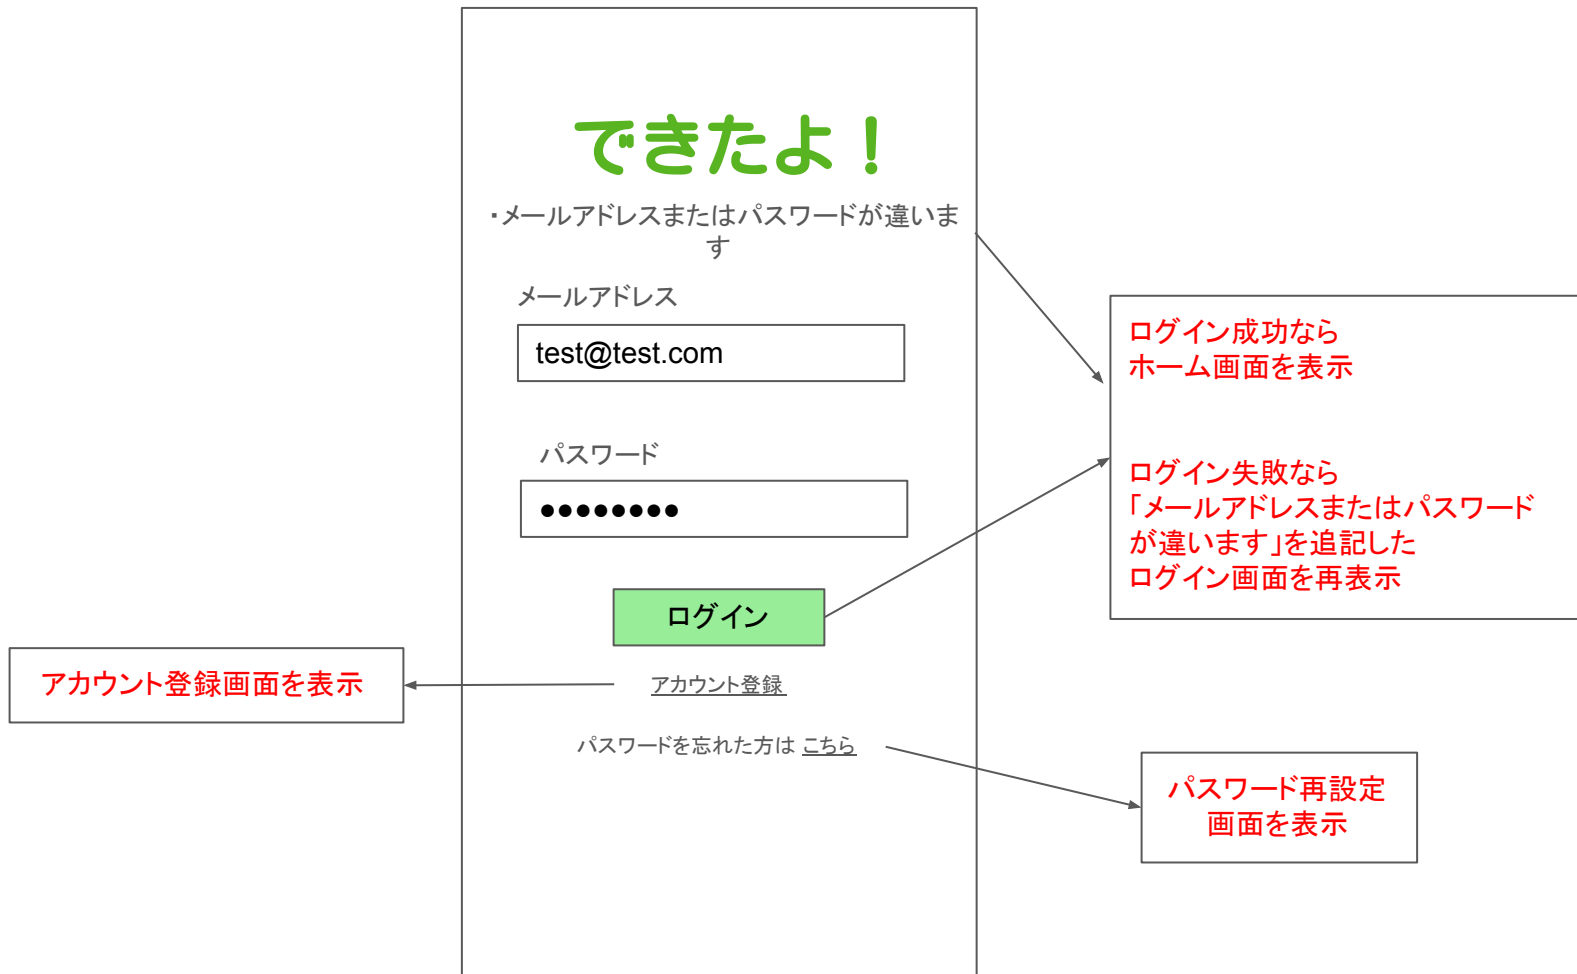 できたよ！
・メールアドレスまたはパスワードが違いま
す
メールアドレス
test@test.com
パスワード
●●●●●●●●
ログイン
アカウント登録
パスワードを忘れた方は こちら
ログイン成功なら
ホーム画面を表示
ログイン失敗なら
「メールアドレスまたはパスワード
が違います」を追記した
ログイン画面を再表示
アカウント登録画面を表示
パスワード再設定
画面を表示